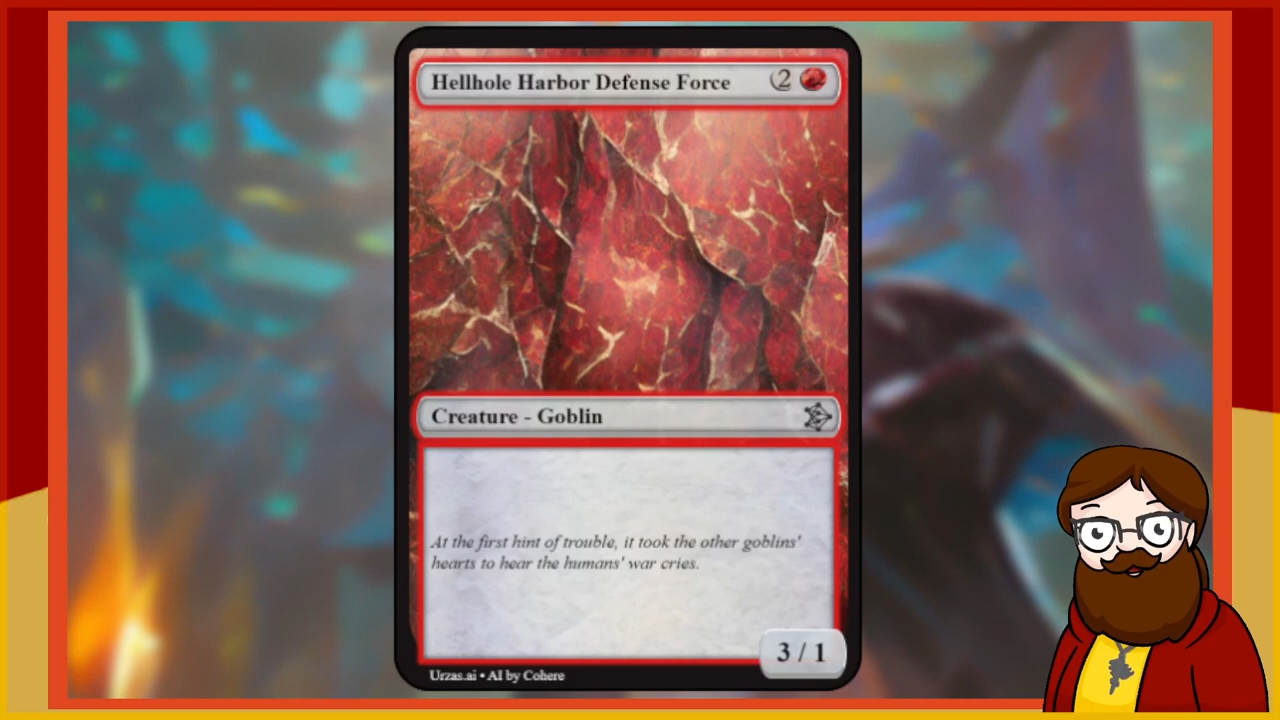 Hellhole Harbor Defense Force 2
Creature - Goblin
At the first hint of trouble, it took the other goblins'
hearts to hear the humans' war cries.
3 / 1
Urzas.ai • AI by Cohere